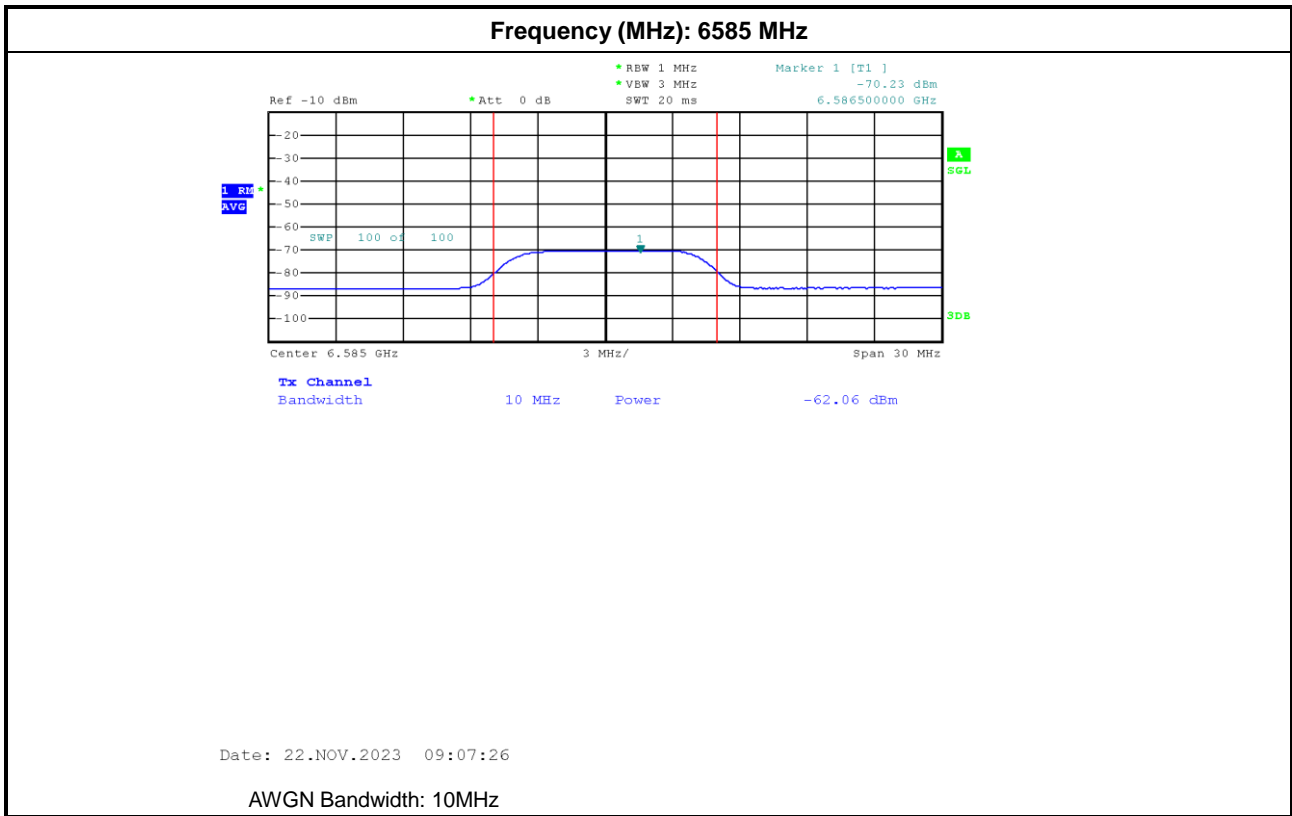 Frequency (MHz): 6585 MHz
* RBW 1 MHz Marker 1 [T1 ]
* VBW 3 MHz -70.23 dBm
Ref -10 dBm * Att 0 dB SWT 20 ms 6.586500000 GHz
-20
-30
A
SGL
-40
1 RM *
AVG
-50
-60
SWP 100 of 100
1
-70
-80
-90
-100
3DB
Center 6.585 GHz 3 MHz/ Span 30 MHz
Tx Channel
Bandwidth 10 MHz Power -62.06 dBm
Date: 22.NOV.2023 09:07:26
AWGN Bandwidth: 10MHz